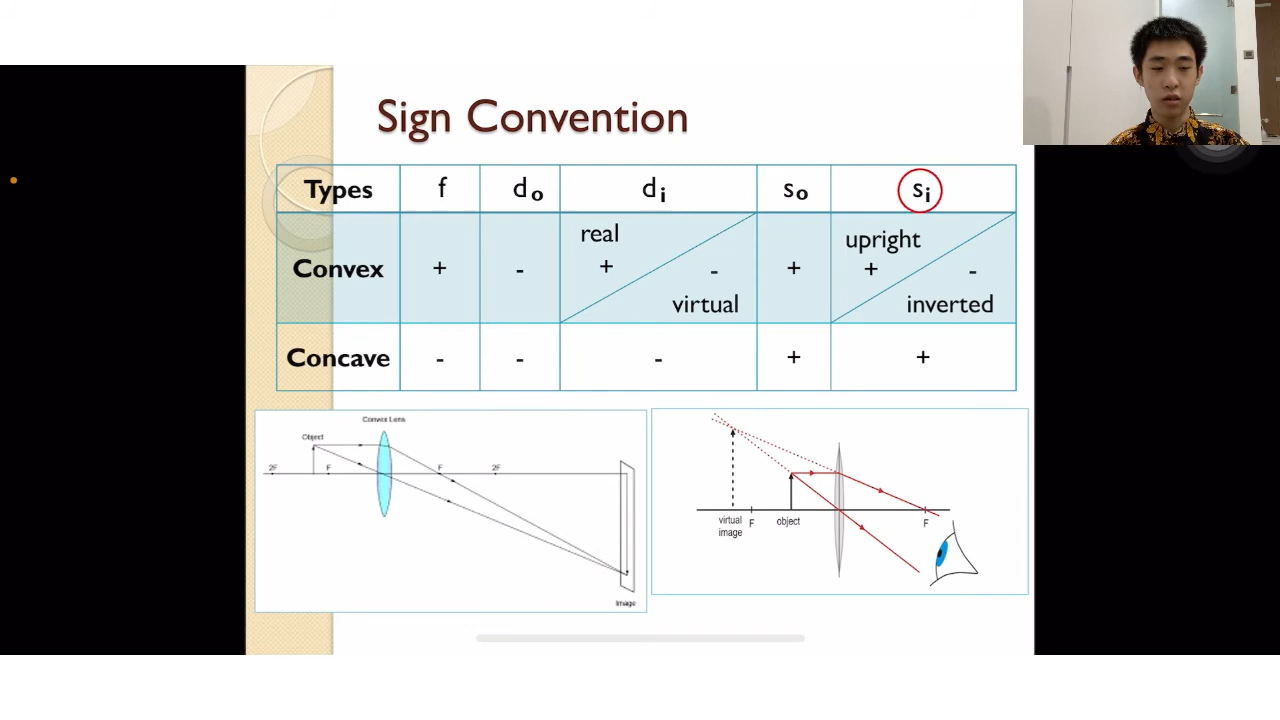 Sign Convention
Types f do di so si
Convex + - real + - virtual + upright + - inverted
Concave - - - + +
Convex Lens
Object
2F F F 2F
Image
virtual image F object F